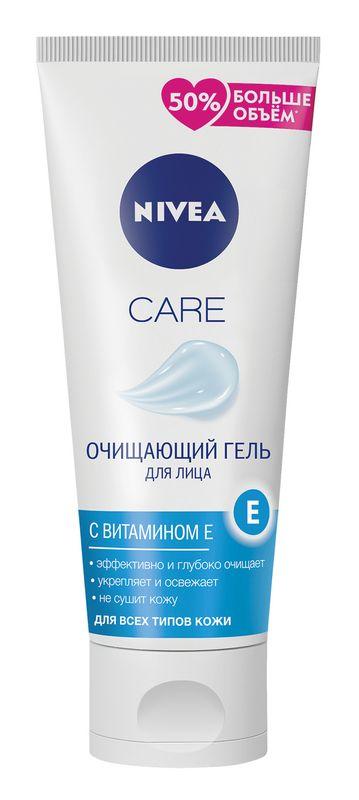 50% БОЛЬШЕ
ОБЪЁМ*
NIVEA
CARE
ОЧИЩАЮЩИЙ ГЕЛЬ
ДЛЯ ЛИЦА
E
С ВИТАМИНОМ Е
• эффективно и глубоко очищает
• укрепляет и освежает
• не сушит кожу
ДЛЯ ВСЕХ ТИПОВ КОЖИ